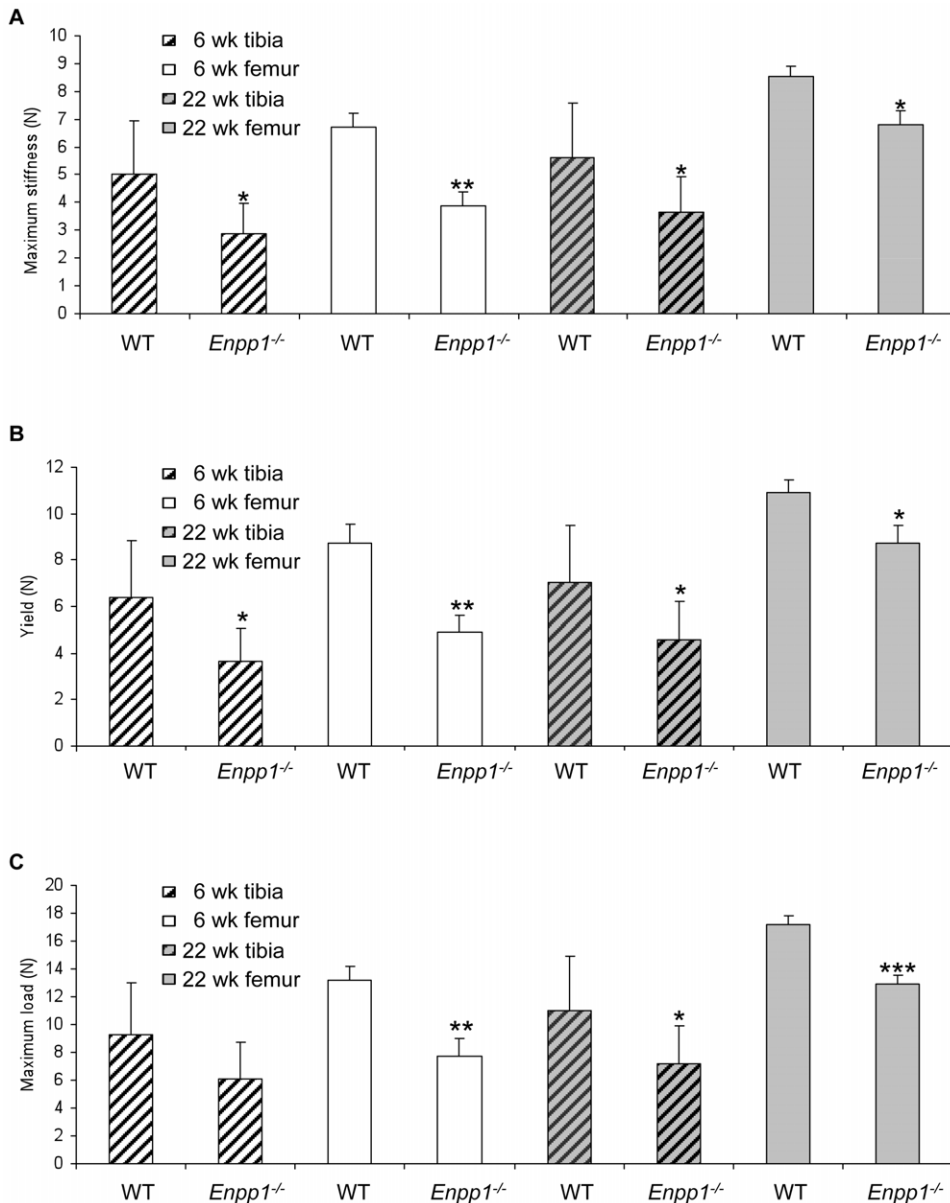 A
6 wk tibia
6 wk femur
22 wk tibia
22 wk femur
Maximum stiffness (N)
10
9
8
7
6
5
4
3
2
1
0
*
**
*
*
WT Enpp1-/- WT Enpp1-/- WT Enpp1-/- WT Enpp1-/-
B
6 wk tibia
6 wk femur
22 wk tibia
22 wk femur
Yield (N)
12
10
8
6
4
2
0
*
**
*
*
WT Enpp1-/- WT Enpp1-/- WT Enpp1-/- WT Enpp1-/-
C
6 wk tibia
6 wk femur
22 wk tibia
22 wk femur
Maximum load (N)
20
18
16
14
12
10
8
6
4
2
0
**
*
***
WT Enpp1-/- WT Enpp1-/- WT Enpp1-/- WT Enpp1-/-